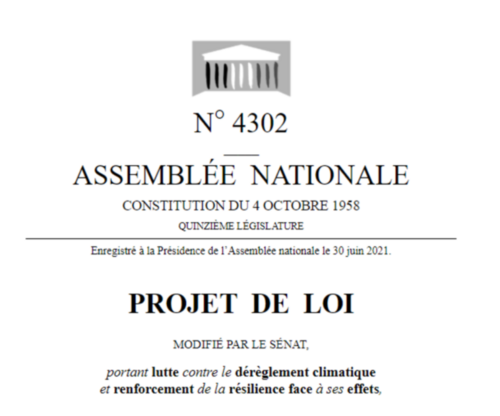 N° 4302
ASSEMBLÉE NATIONALE
CONSTITUTION DU 4 OCTOBRE 1958
QUINZIÈME LÉGISLATURE
Enregistré à la Présidence de l'Assemblée nationale le 30 juin 2021.
PROJET DE LOI
MODIFIÉ PAR LE SÉNAT,
portant lutte contre le dérèglement climatique
et renforcement de la résilience face à ses effets,